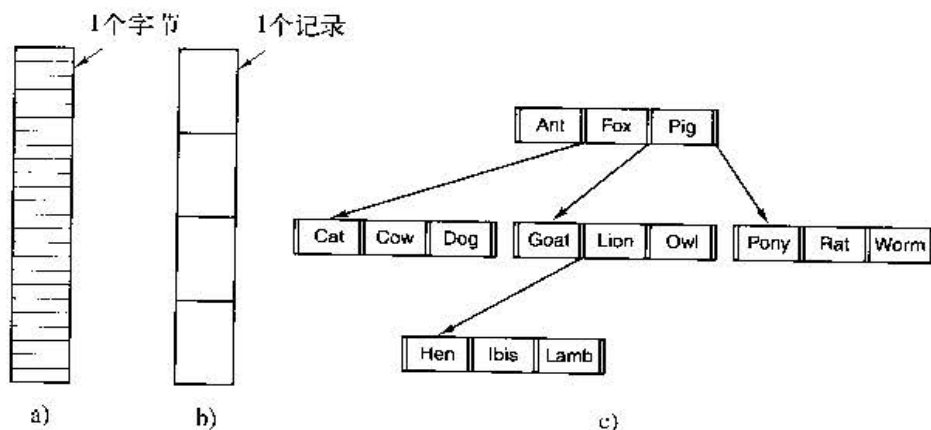 1个字节
1个记录
Ant Fox Pig
Cat Cow Dog
Goat Lion Owl
Pony Rat Worm
Hen Ibis Lamb
a)
b)
c)